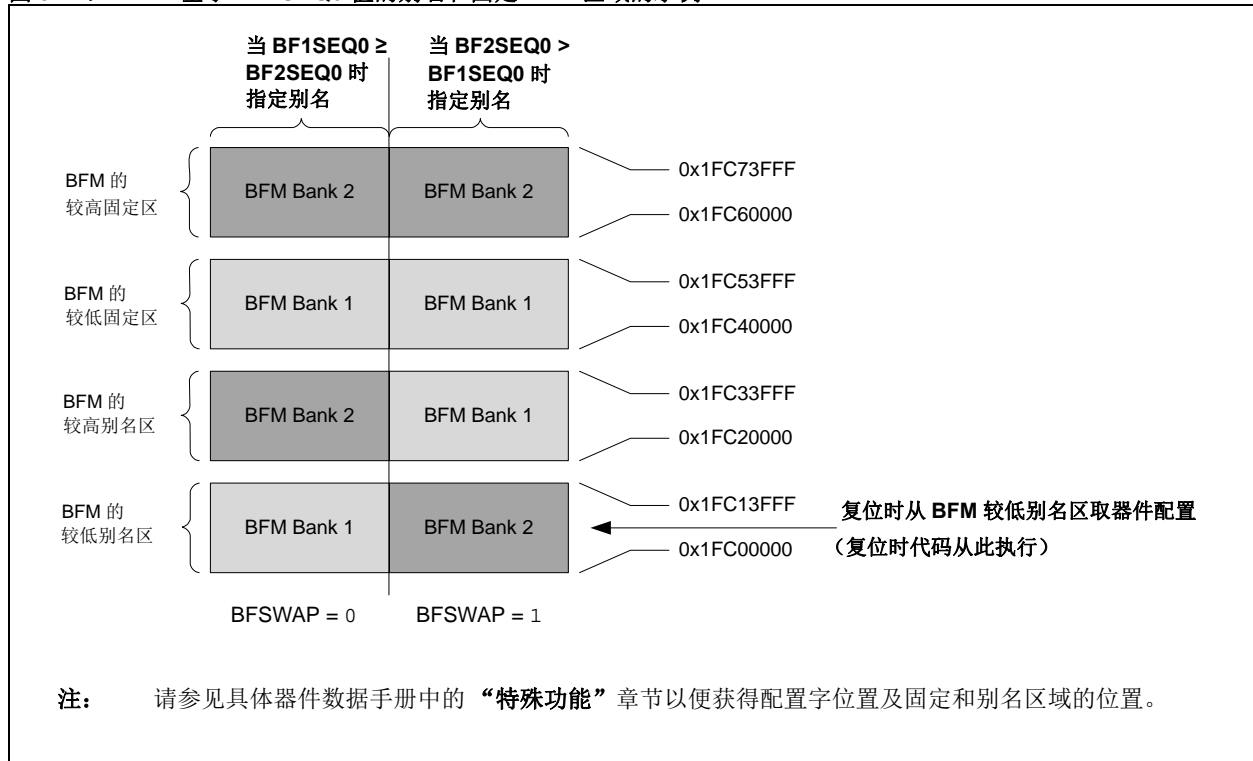 当 BF1SEQ0 ≥
BF2SEQ0 时
指定别名
当 BF2SEQ0 >
BF1SEQ0 时
指定别名
BFM 的
较高固定区
BFM Bank 2
BFM Bank 2
0x1FC73FFF
0x1FC60000
BFM 的
较低固定区
BFM Bank 1
BFM Bank 1
0x1FC53FFF
0x1FC40000
BFM 的
较高别名区
BFM Bank 2
BFM Bank 1
0x1FC33FFF
0x1FC20000
BFM 的
较低别名区
BFM Bank 1
BFM Bank 2
0x1FC13FFF
0x1FC00000
复位时从 BFM 较低别名区取器件配置
（复位时代码从此执行）
BFSWAP = 0
BFSWAP = 1
注： 请参见具体器件数据手册中的“特殊功能”章节以便获得配置字位置及固定和别名区域的位置。